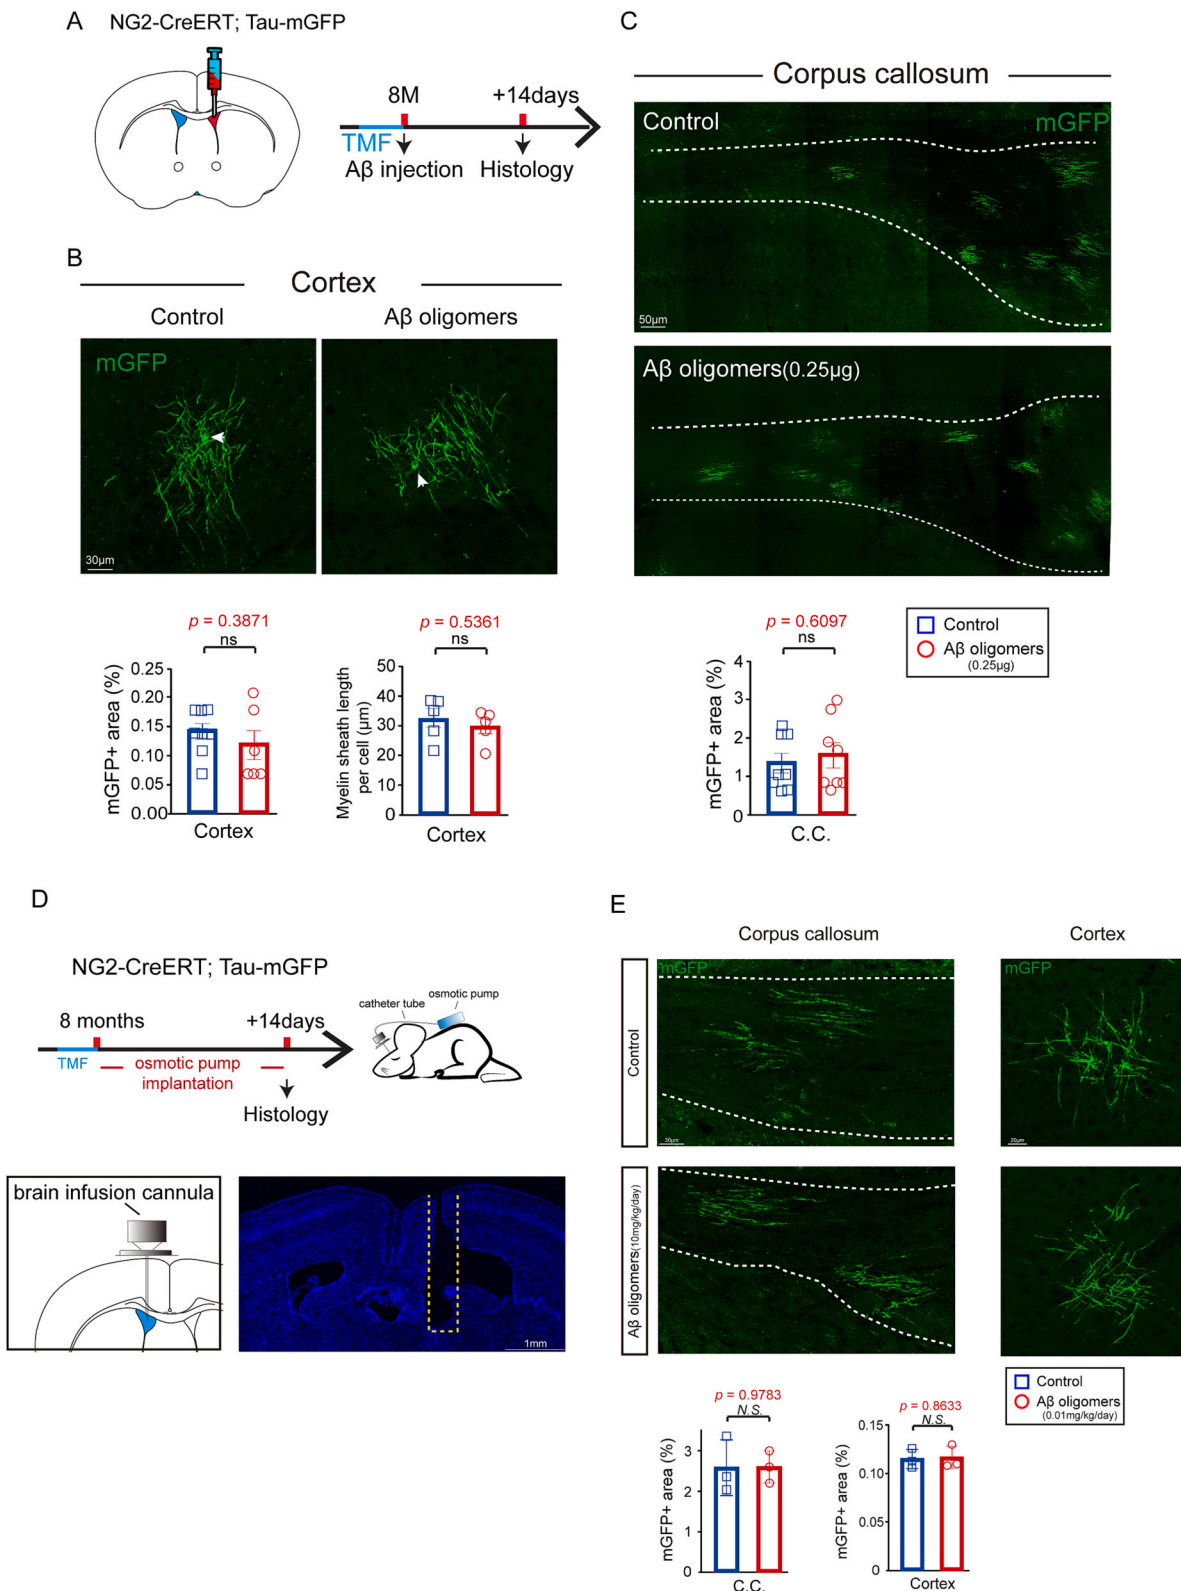 A
NG2-CreERT; Tau-mGFP
8M
+14days
TMF
Aβ injection
Histology
B
Cortex
Control
Aβ oligomers
mGFP
30µm
p = 0.3871
ns
mGFP+ area (%)
0.25
0.20
0.15
0.10
0.05
0.00
Cortex
p = 0.5361
ns
Myelin sheath length
per cell (µm)
50
40
30
20
10
0
Cortex
C
Corpus callosum
Control
mGFP
50µm
Aβ oligomers(0.25µg)
p = 0.6097
ns
mGFP+ area (%)
4
3
2
1
0
C.C.
Control
Aβ oligomers
(0.25µg)
D
NG2-CreERT; Tau-mGFP
8 months
+14days
TMF
osmotic pump
implantation
Histology
catheter tube
osmotic pump
brain infusion cannula
1mm
E
Corpus callosum
Cortex
Control
mGFP
30µm
mGFP
20µm
Aβ oligomers(10mg/kg/day)
Control
Aβ oligomers
(0.01mg/kg/day)
p = 0.9783
N.S.
mGFP+ area (%)
3
2
1
0
C.C.
p = 0.8633
N.S.
mGFP+ area (%)
0.15
0.10
0.05
0
Cortex